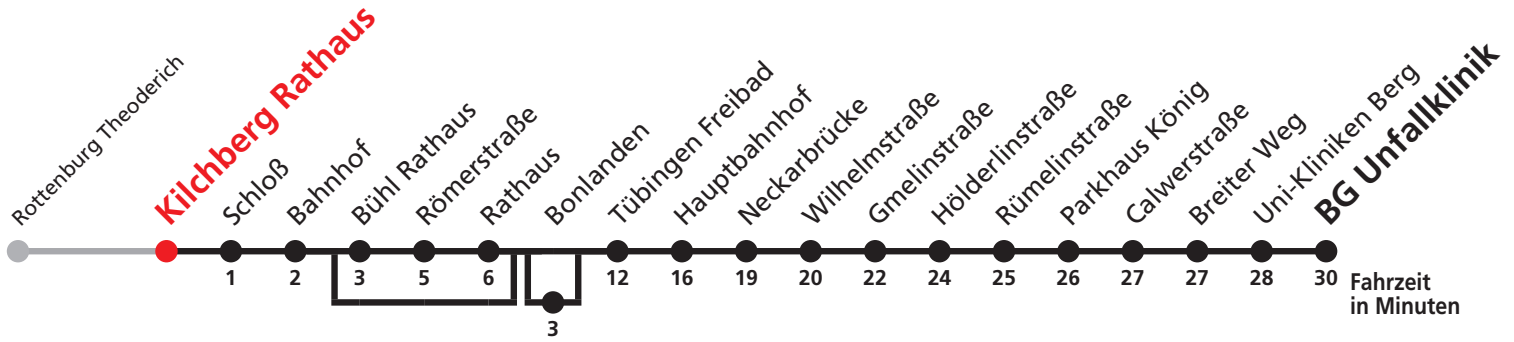 Rottenburg Theoderich
Kilchberg Rathaus
Schloß
Bahnhof
Bühl Rathaus
Römerstraße
Rathaus
Bonlanden
Tübingen Freibad
Hauptbahnhof
Neckarbrücke
Wilhelmstraße
Gmelinstraße
Hölderlinstraße
Rümelinstraße
Parkhaus König
Calwerstraße
Breiter Weg
Uni-Kliniken Berg
BG Unfallklinik
1 2 3 5 6 12 16 19 20 22 24 25 26 27 27 28 30
Fahrzeit
in Minuten
3